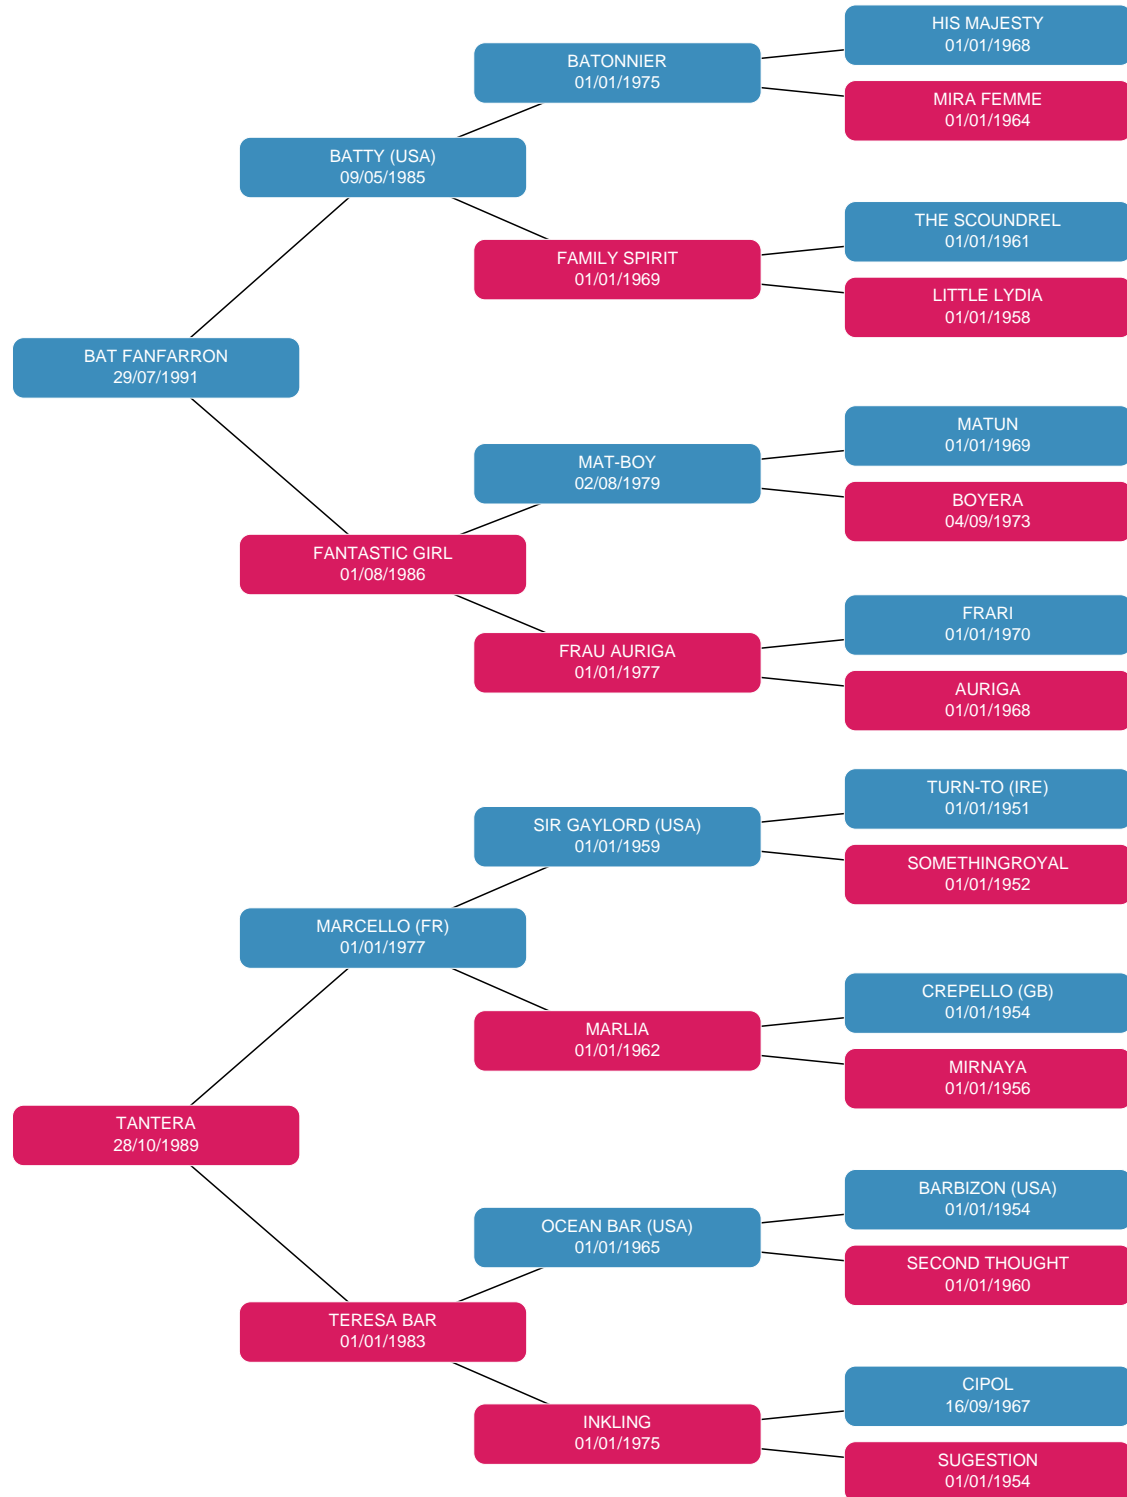 HIS MAJESTY
01/01/1968
BATONNIER
01/01/1975
MIRA FEMME
01/01/1964
BATTY (USA)
09/05/1985
THE SCOUNDREL
01/01/1961
FAMILY SPIRIT
01/01/1969
LITTLE LYDIA
01/01/1958
BAT FANFARRON
29/07/1991
MATUN
01/01/1969
MAT-BOY
02/08/1979
BOYERA
04/09/1973
FANTASTIC GIRL
01/08/1986
FRARI
01/01/1970
FRAU AURIGA
01/01/1977
AURIGA
01/01/1968
TURN-TO (IRE)
01/01/1951
SIR GAYLORD (USA)
01/01/1959
SOMETHINGROYAL
01/01/1952
MARCELLO (FR)
01/01/1977
CREPELLO (GB)
01/01/1954
MARLIA
01/01/1962
MIRNAYA
01/01/1956
TANTERA
28/10/1989
BARBIZON (USA)
01/01/1954
OCEAN BAR (USA)
01/01/1965
SECOND THOUGHT
01/01/1960
TERESA BAR
01/01/1983
CIPOL
16/09/1967
INKLING
01/01/1975
SUGESTION
01/01/1954